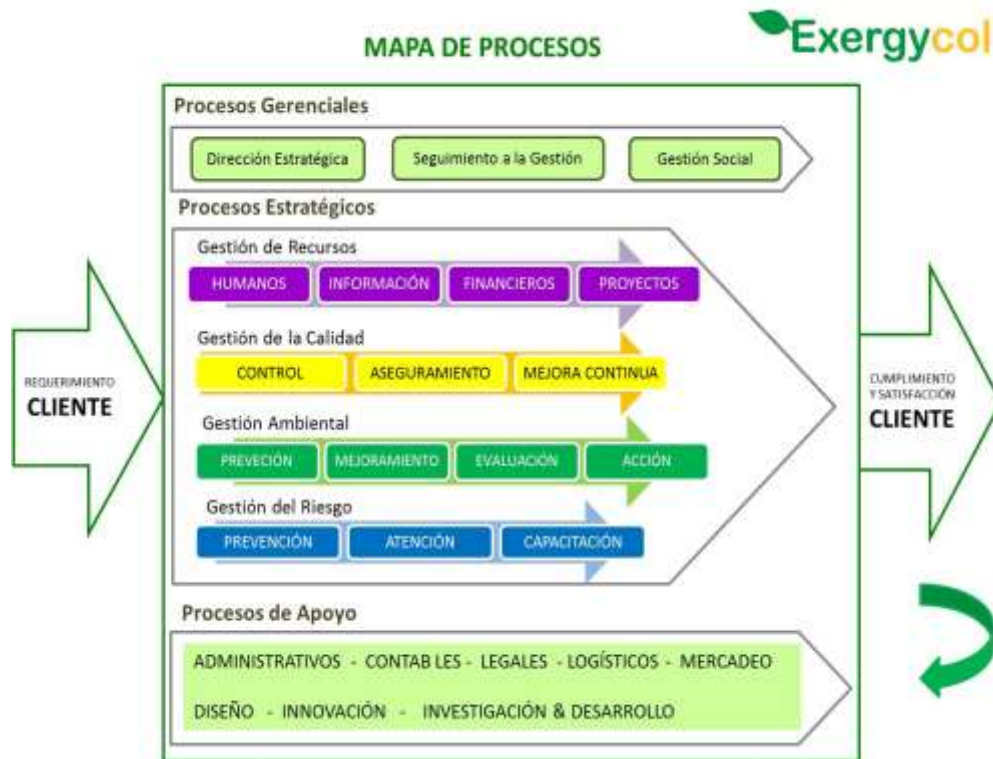 Exergycol
MAPA DE PROCESOS
Procesos Gerenciales
Dirección Estratégica
Seguimiento a la Gestión
Gestión Social
Procesos Estratégicos
Gestión de Recursos
HUMANOS
INFORMACIÓN
FINANCIEROS
PROYECTOS
Gestión de la Calidad
CONTROL
ASEGURAMIENTO
MEJORA CONTINUA
Gestión Ambiental
PREVECIÓN
MEJORAMIENTO
EVALUACIÓN
ACCIÓN
Gestión del Riesgo
PREVENCIÓN
ATENCIÓN
CAPACITACIÓN
REQUERIMIENTO
CLIENTE
CUMPLIMIENTO
Y SATISFACCIÓN
CLIENTE
Procesos de Apoyo
ADMINISTRATIVOS - CONTAB LES - LEGALES - LOGÍSTICOS - MERCADEO
DISEÑO - INNOVACIÓN - INVESTIGACIÓN & DESARROLLO